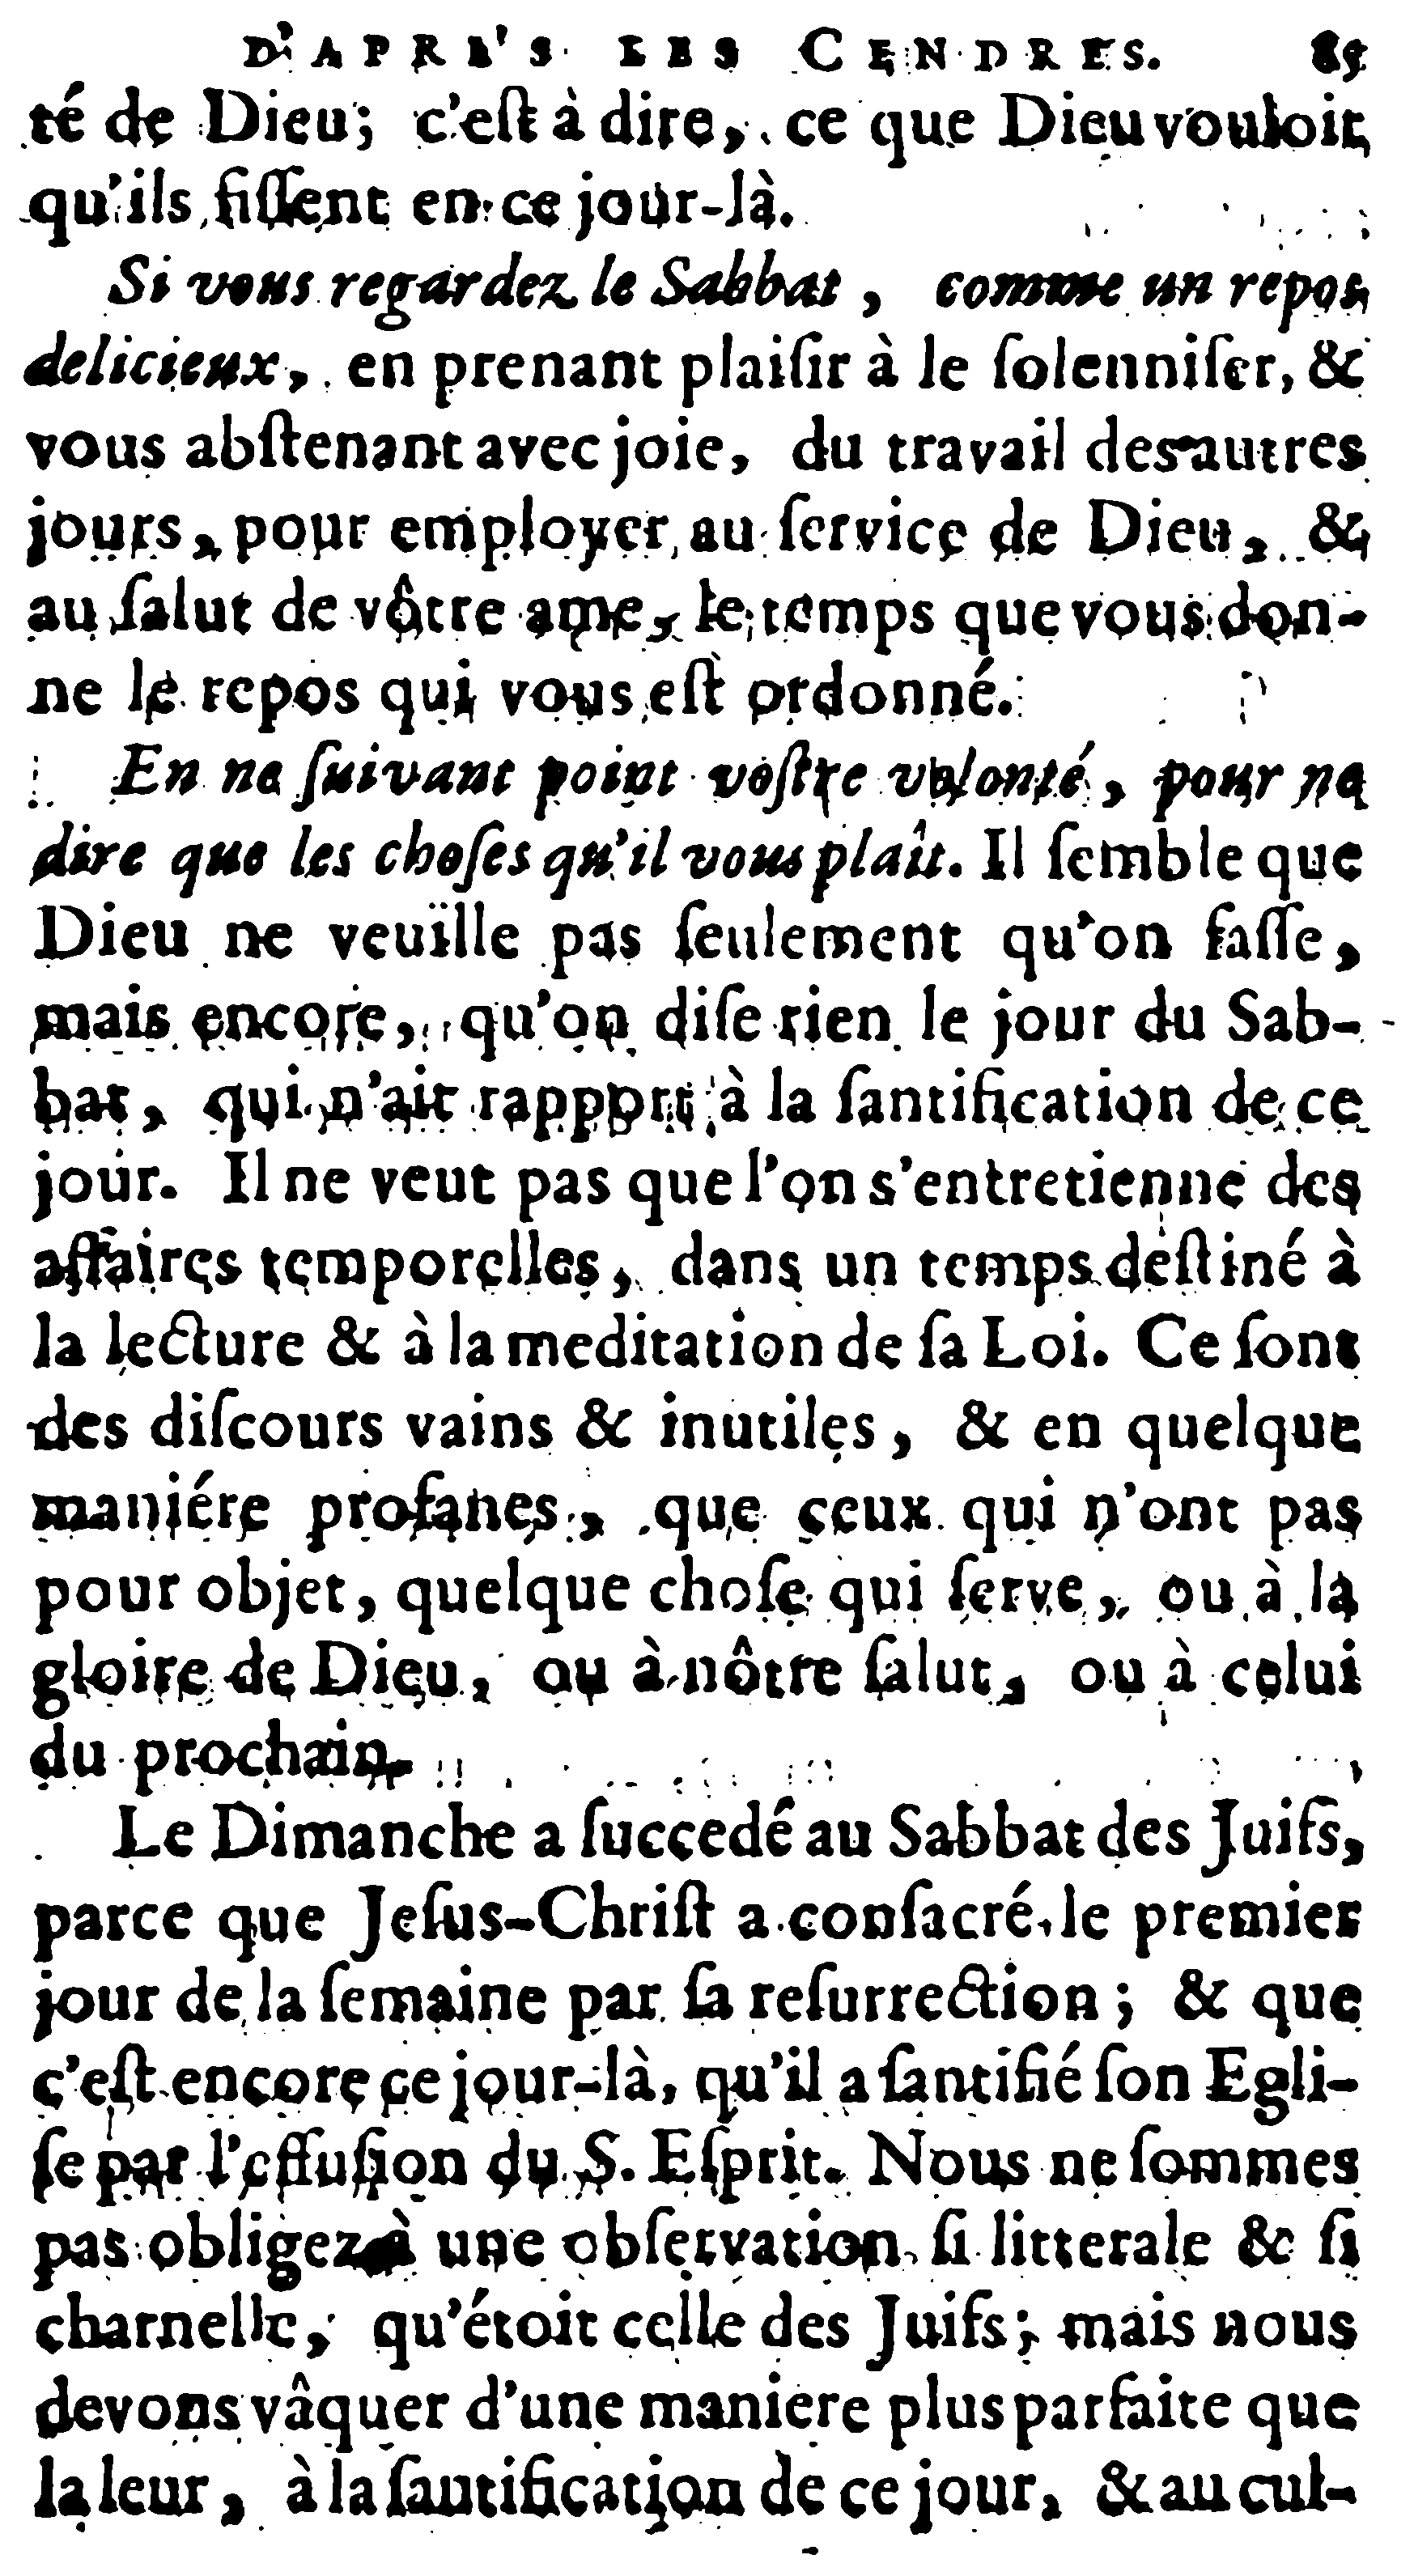 D'APRE'S LES CENDRES. 85
té de Dieu; c'eſt à dire, ce que Dieu vouloit
qu'ils fiſſent en ce jour-là.
Si vous regardez le Sabbat, comme un repos
delicieux, en prenant plaiſir à le ſolenniſer, &
vous abſtenant avec joie, du travail des autres
jours, pour employer au ſervice de Dieu, &
au ſalut de vôtre ame, le temps que vous don-
ne le repos qui vous eſt ordonné.
En ne ſuivant point voſtre volonté, pour ne
dire que les choſes qu'il vous plaît. Il ſemble que
Dieu ne veuïlle pas ſeulement qu'on faſſe,
mais encore, qu'on diſe rien le jour du Sab-
bat, qui n'ait rapport à la ſantification de ce
jour. Il ne veut pas que l'on s'entretienne des
affaires temporelles, dans un temps deſtiné à
la lecture & à la meditation de ſa Loi. Ce ſont
des diſcours vains & inutiles, & en quelque
maniére profanes, que ceux qui n'ont pas
pour objet, quelque choſe qui ſerve, ou à la
gloire de Dieu, ou à nôtre ſalut, ou à celui
du prochain.
Le Dimanche a ſuccedé au Sabbat des Juifs,
parce que Jeſus-Chriſt a conſacré le premier
jour de la ſemaine par ſa reſurrection; & que
c'eſt encore ce jour-là, qu'il a ſantifié ſon Egli-
ſe par l'effuſion du S. Eſprit. Nous ne ſommes
pas obligez à une obſervation ſi litterale & ſi
charnelle, qu'étoit celle des Juifs; mais nous
devons vâquer d'une maniere plus parfaite que
la leur, à la ſantification de ce jour, & au cul-